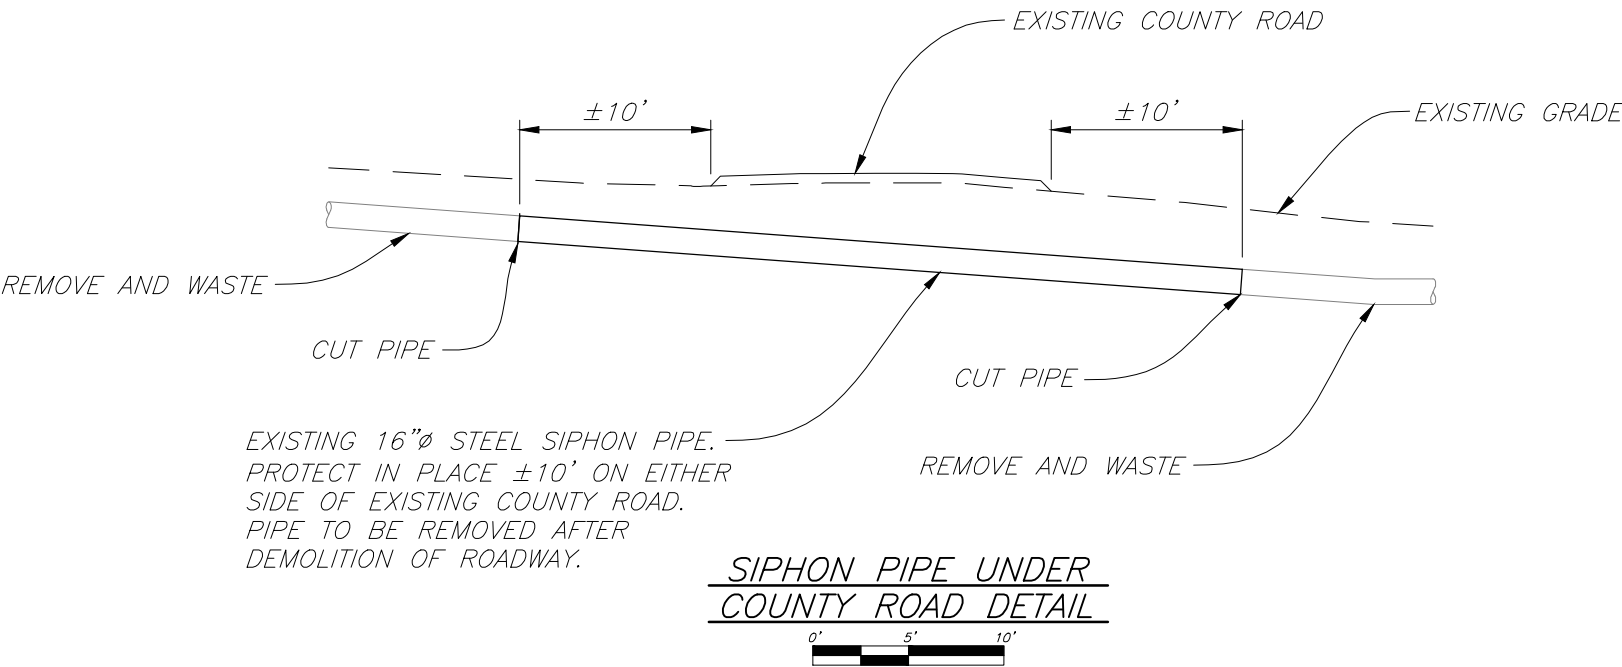 EXISTING COUNTY ROAD
±10'
±10'
EXISTING GRADE
REMOVE AND WASTE
CUT PIPE
CUT PIPE
EXISTING 16"ø STEEL SIPHON PIPE.
PROTECT IN PLACE ±10' ON EITHER
SIDE OF EXISTING COUNTY ROAD.
PIPE TO BE REMOVED AFTER
DEMOLITION OF ROADWAY.
REMOVE AND WASTE
SIPHON PIPE UNDER
COUNTY ROAD DETAIL
0' 5' 10'